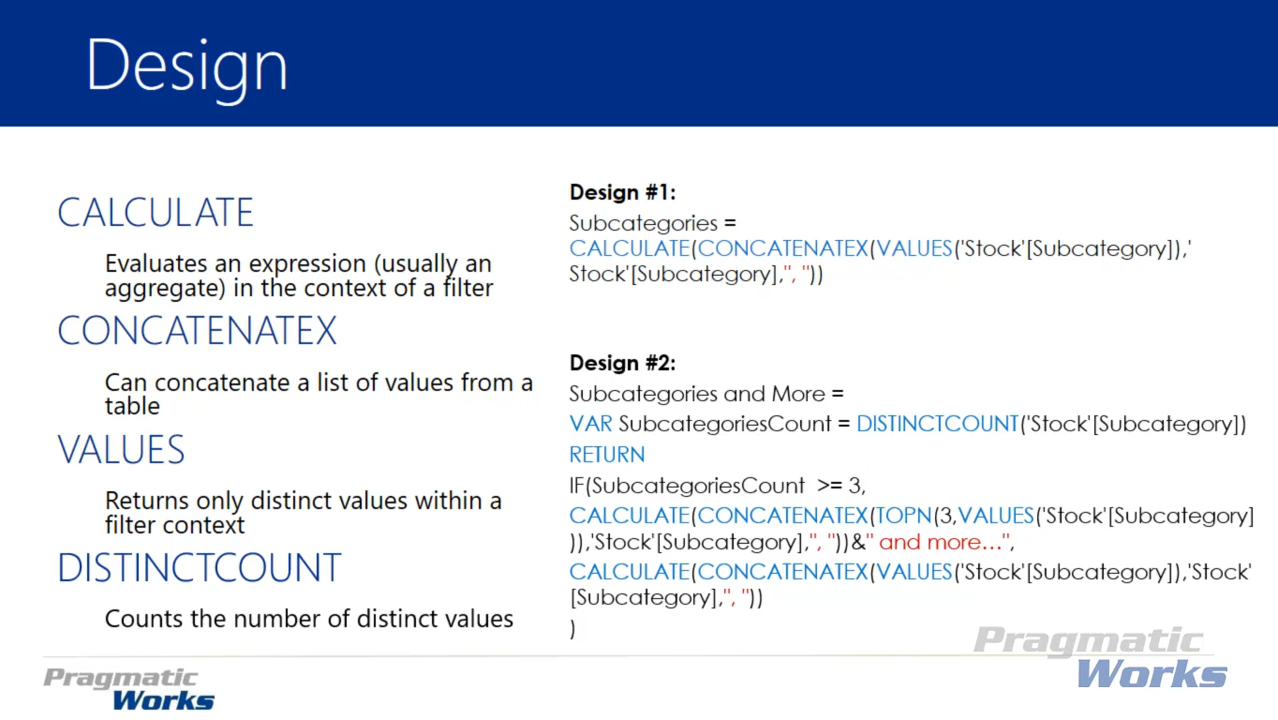 Design
CALCULATE
Evaluates an expression (usually an
aggregate) in the context of a filter
CONCATENATEX
Can concatenate a list of values from a
table
VALUES
Returns only distinct values within a
filter context
DISTINCTCOUNT
Counts the number of distinct values
Design #1:
Subcategories =
CALCULATE(CONCATENATEX(VALUES('Stock'[Subcategory]),'
Stock'[Subcategory],", "))
Design #2:
Subcategories and More =
VAR SubcategoriesCount = DISTINCTCOUNT('Stock'[Subcategory])
RETURN
IF(SubcategoriesCount >= 3,
CALCULATE(CONCATENATEX(TOPN(3,VALUES('Stock'[Subcategory]
)),'Stock'[Subcategory],", "))&" and more…",
CALCULATE(CONCATENATEX(VALUES('Stock'[Subcategory]),'Stock'
[Subcategory],", "))
)
Pragmatic
Works
Pragmatic
Works